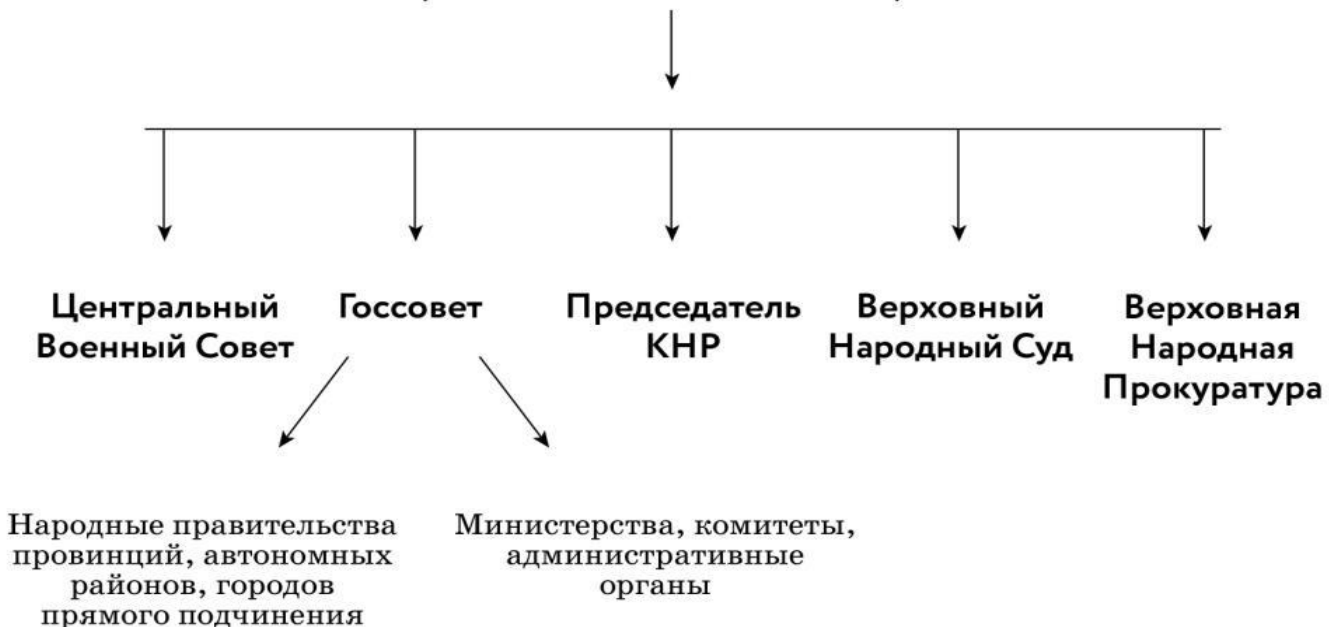 Центральный
Военный Совет
Госсовет
Председатель
КНР
Верховный
Народный Суд
Верховная
Народная
Прокуратура
Народные правительства
провинций, автономных
районов, городов
прямого подчинения
Министерства, комитеты,
административные
органы